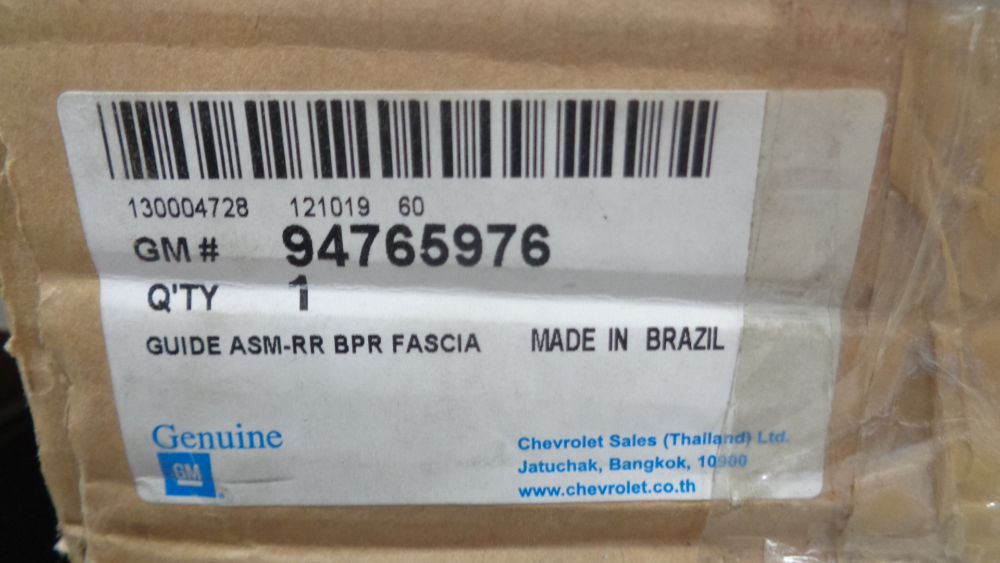 130004728 121019 60
GM # 94765976
Q'TY 1
GUIDE ASM-RR BPR FASCIA MADE IN BRAZIL
Genuine
GM
Chevrolet Sales (Thailand) Ltd.
Jatuchak, Bangkok, 10900
www.chevrolet.co.th